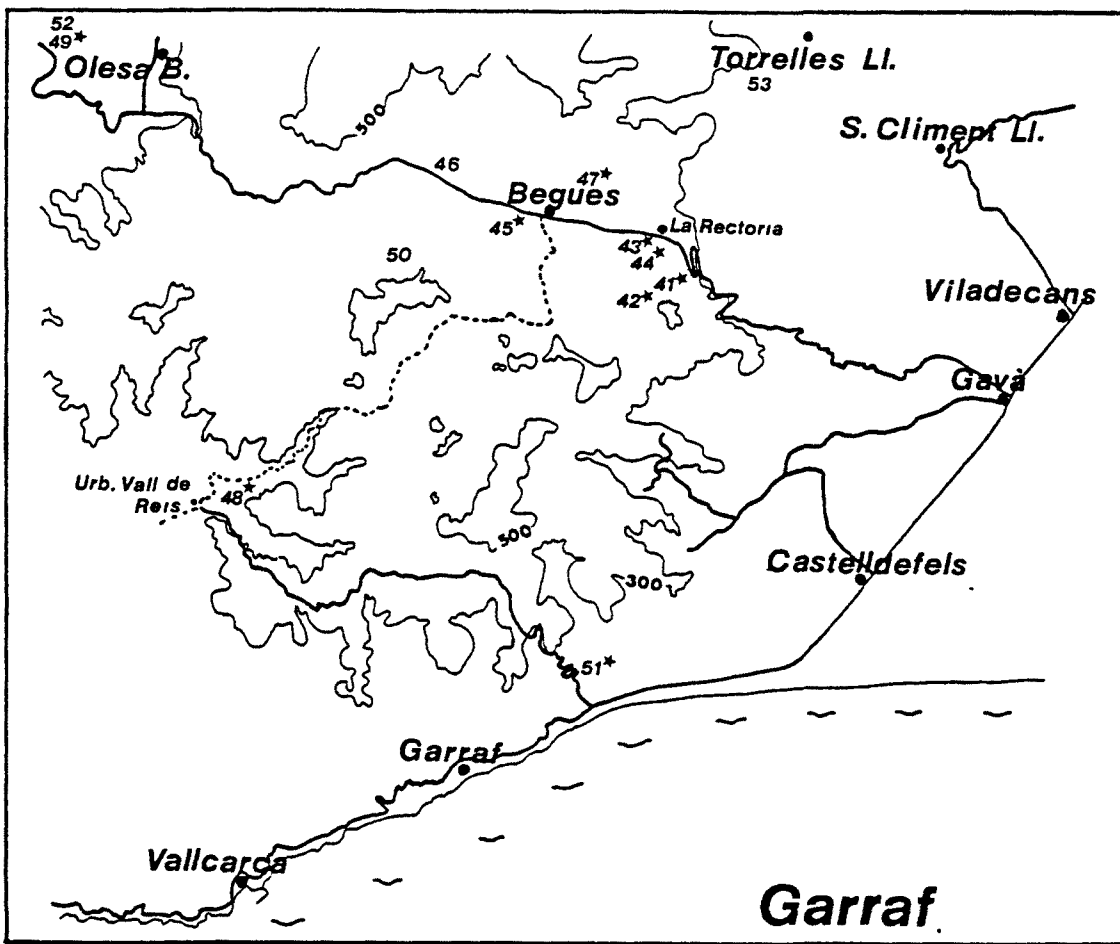 52
49★
Olesa B.
Torrelles Ll.
53
500
S. Climent Ll.
46
47★
Begues
45★
La Rectoria
43★
44★
50
41★
42★
Viladecans
Gavà
Urb. Vall de
Reis
48★
500
Castelldefels
300
51★
Garraf
Vallcarca
Garraf